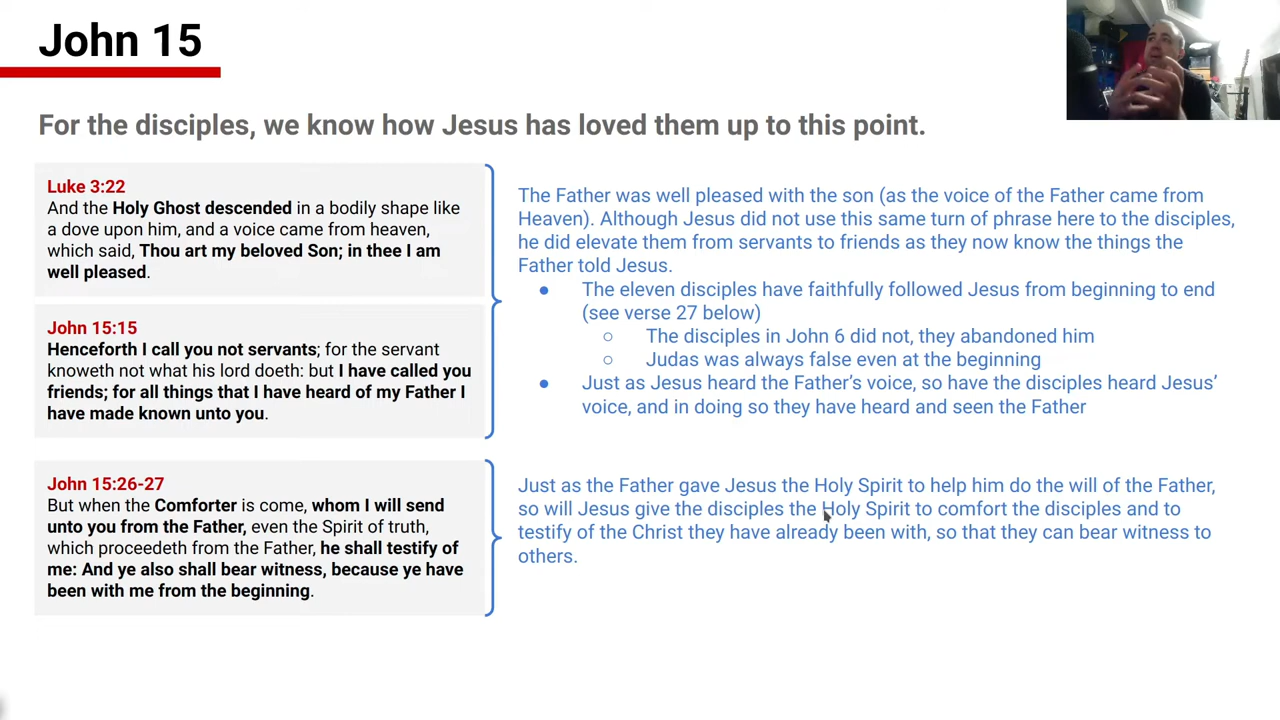 John 15
For the disciples, we know how Jesus has loved them up to this point.
Luke 3:22
And the Holy Ghost descended in a bodily shape like
a dove upon him, and a voice came from heaven,
which said, Thou art my beloved Son; in thee I am
well pleased.
John 15:15
Henceforth I call you not servants; for the servant
knoweth not what his lord doeth: but I have called you
friends; for all things that I have heard of my Father I
have made known unto you.
The Father was well pleased with the son (as the voice of the Father came from
Heaven). Although Jesus did not use this same turn of phrase here to the disciples,
he did elevate them from servants to friends as they now know the things the
Father told Jesus.
● The eleven disciples have faithfully followed Jesus from beginning to end
(see verse 27 below)
○ The disciples in John 6 did not, they abandoned him
○ Judas was always false even at the beginning
● Just as Jesus heard the Father’s voice, so have the disciples heard Jesus’
voice, and in doing so they have heard and seen the Father
John 15:26-27
But when the Comforter is come, whom I will send
unto you from the Father, even the Spirit of truth,
which proceedeth from the Father, he shall testify of
me: And ye also shall bear witness, because ye have
been with me from the beginning.
Just as the Father gave Jesus the Holy Spirit to help him do the will of the Father,
so will Jesus give the disciples the Holy Spirit to comfort the disciples and to
testify of the Christ they have already been with, so that they can bear witness to
others.